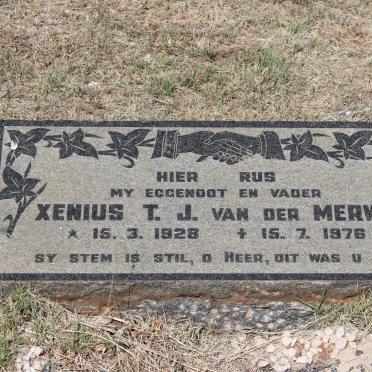 HIER RUS
MY EGGENOOT EN VADER
XENIUS T. J. VAN DER MERW
* 15. 3. 1928 + 15. 7. 1976
SY STEM IS STIL, O HEER, DIT WAS U